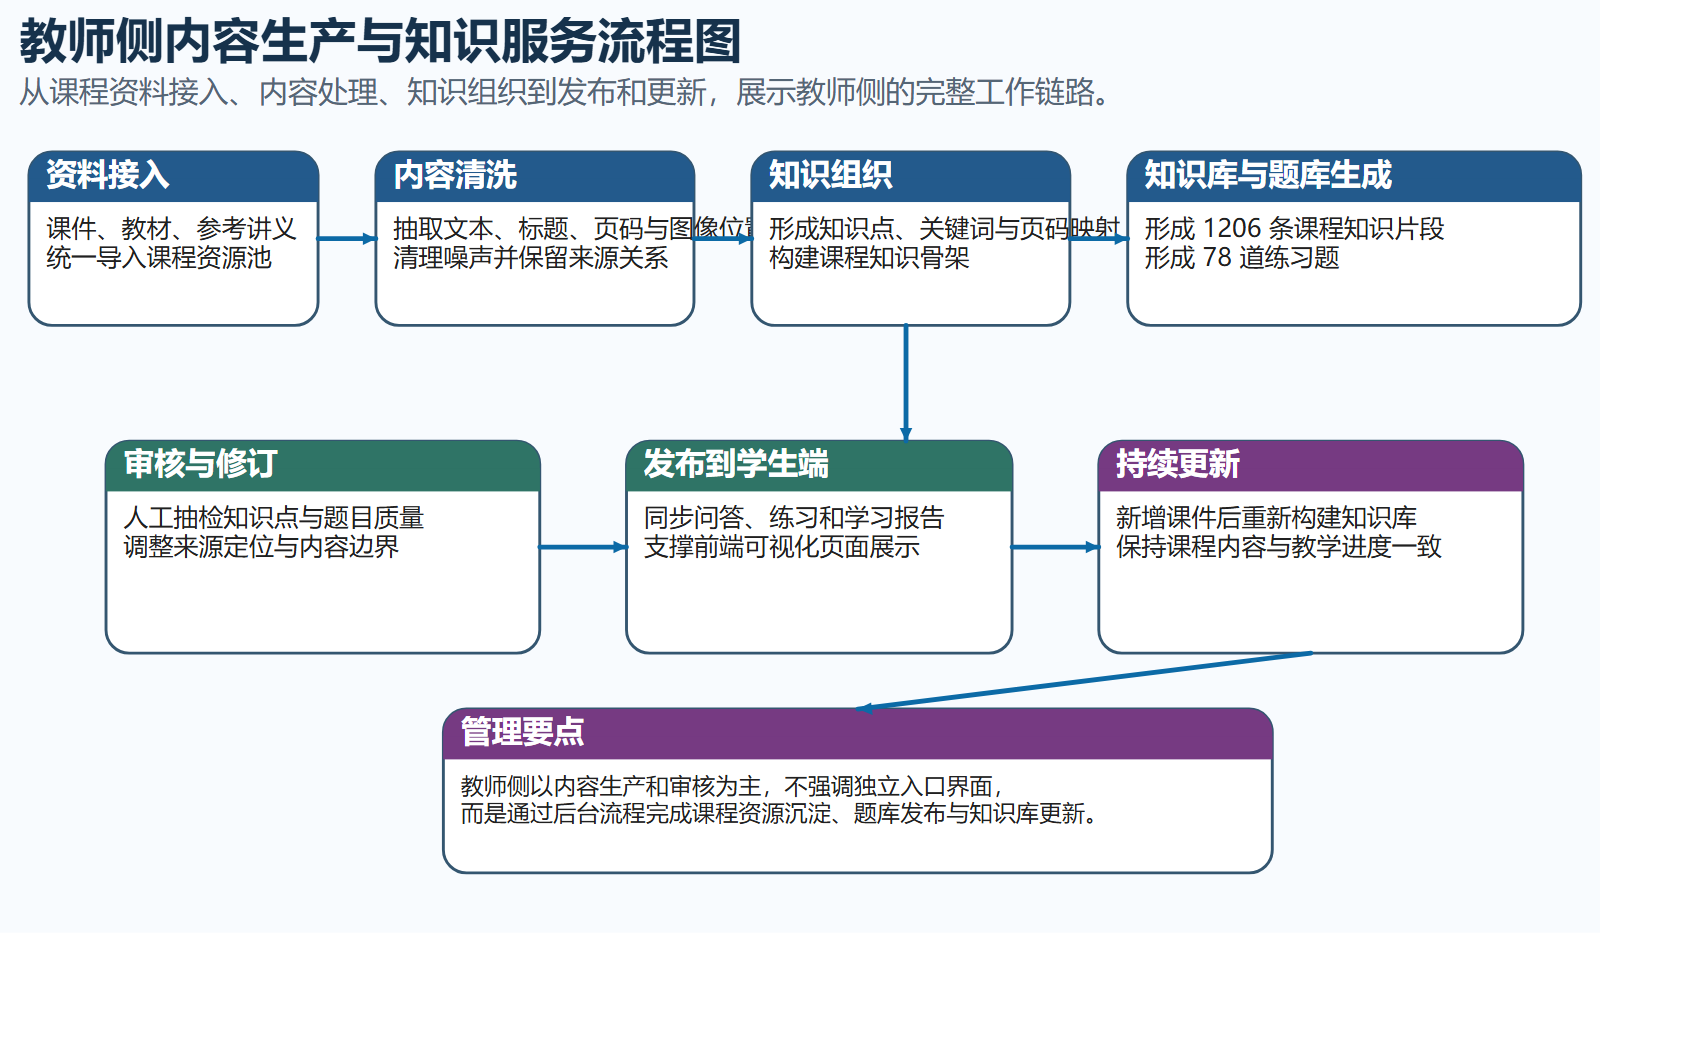 教师侧内容生产与知识服务流程图
从课程资料接入、内容处理、知识组织到发布和更新，展示教师侧的完整工作链路。
资料接入
课件、教材、参考讲义
统一导入课程资源池
内容清洗
抽取文本、标题、页码与图像位置
清理噪声并保留来源关系
知识组织
形成知识点、关键词与页码映射
构建课程知识骨架
知识库与题库生成
形成 1206 条课程知识片段
形成 78 道练习题
审核与修订
人工抽检知识点与题目质量
调整来源定位与内容边界
发布到学生端
同步问答、练习和学习报告
支撑前端可视化页面展示
持续更新
新增课件后重新构建知识库
保持课程内容与教学进度一致
管理要点
教师侧以内容生产和审核为主，不强调独立入口界面，
而是通过后台流程完成课程资源沉淀、题库发布与知识库更新。